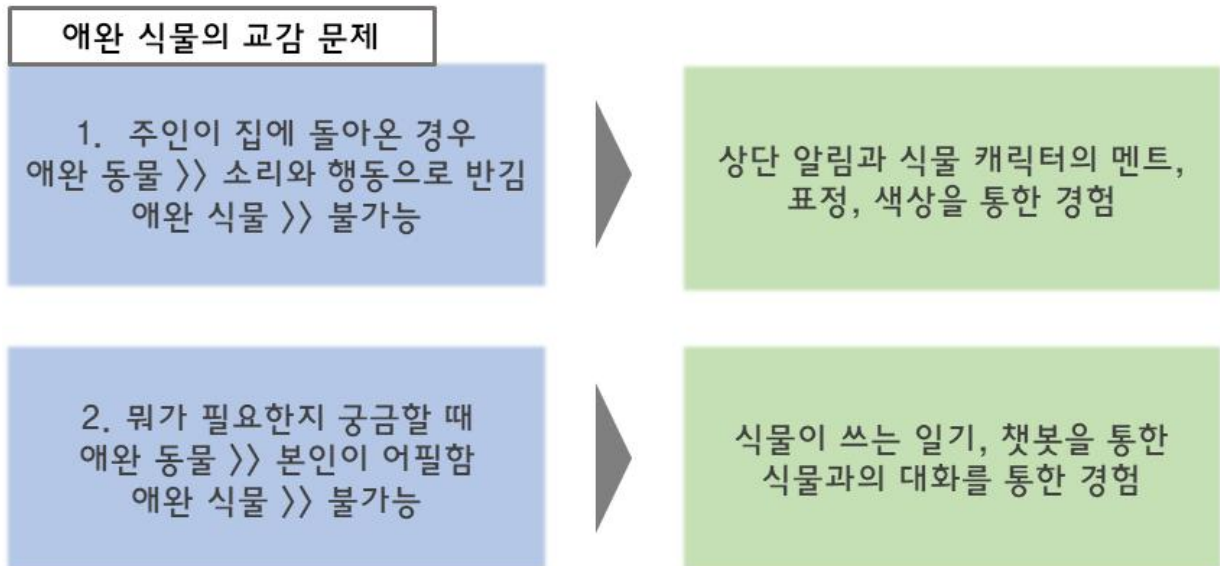 애완 식물의 교감 문제
1. 주인이 집에 돌아온 경우
애완 동물 〉〉 소리와 행동으로 반김
애완 식물 〉〉 불가능
상단 알림과 식물 캐릭터의 멘트,
표정, 색상을 통한 경험
2. 뭐가 필요한지 궁금할 때
애완 동물 〉〉 본인이 어필함
애완 식물 〉〉 불가능
식물이 쓰는 일기, 챗봇을 통한
식물과의 대화를 통한 경험